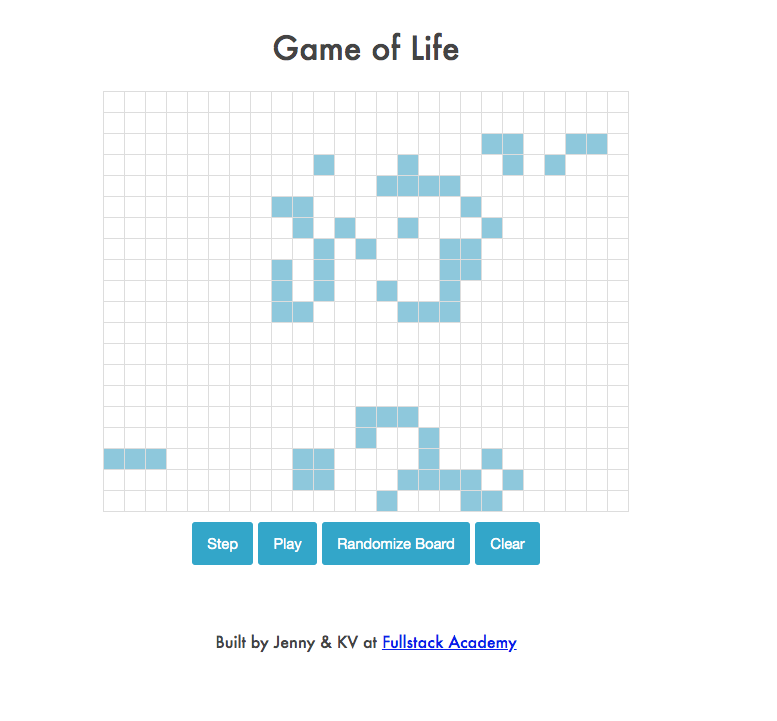 Game of Life
Step Play Randomize Board Clear
Built by Jenny & KV at Fullstack Academy